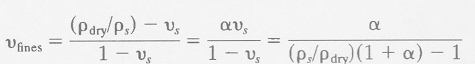 υ_fines = ((ρ_dry/ρ_s) − υ_s)/(1 − υ_s) = αυ_s/(1 − υ_s) = α/((ρ_s/ρ_dry)(1 + α) − 1)